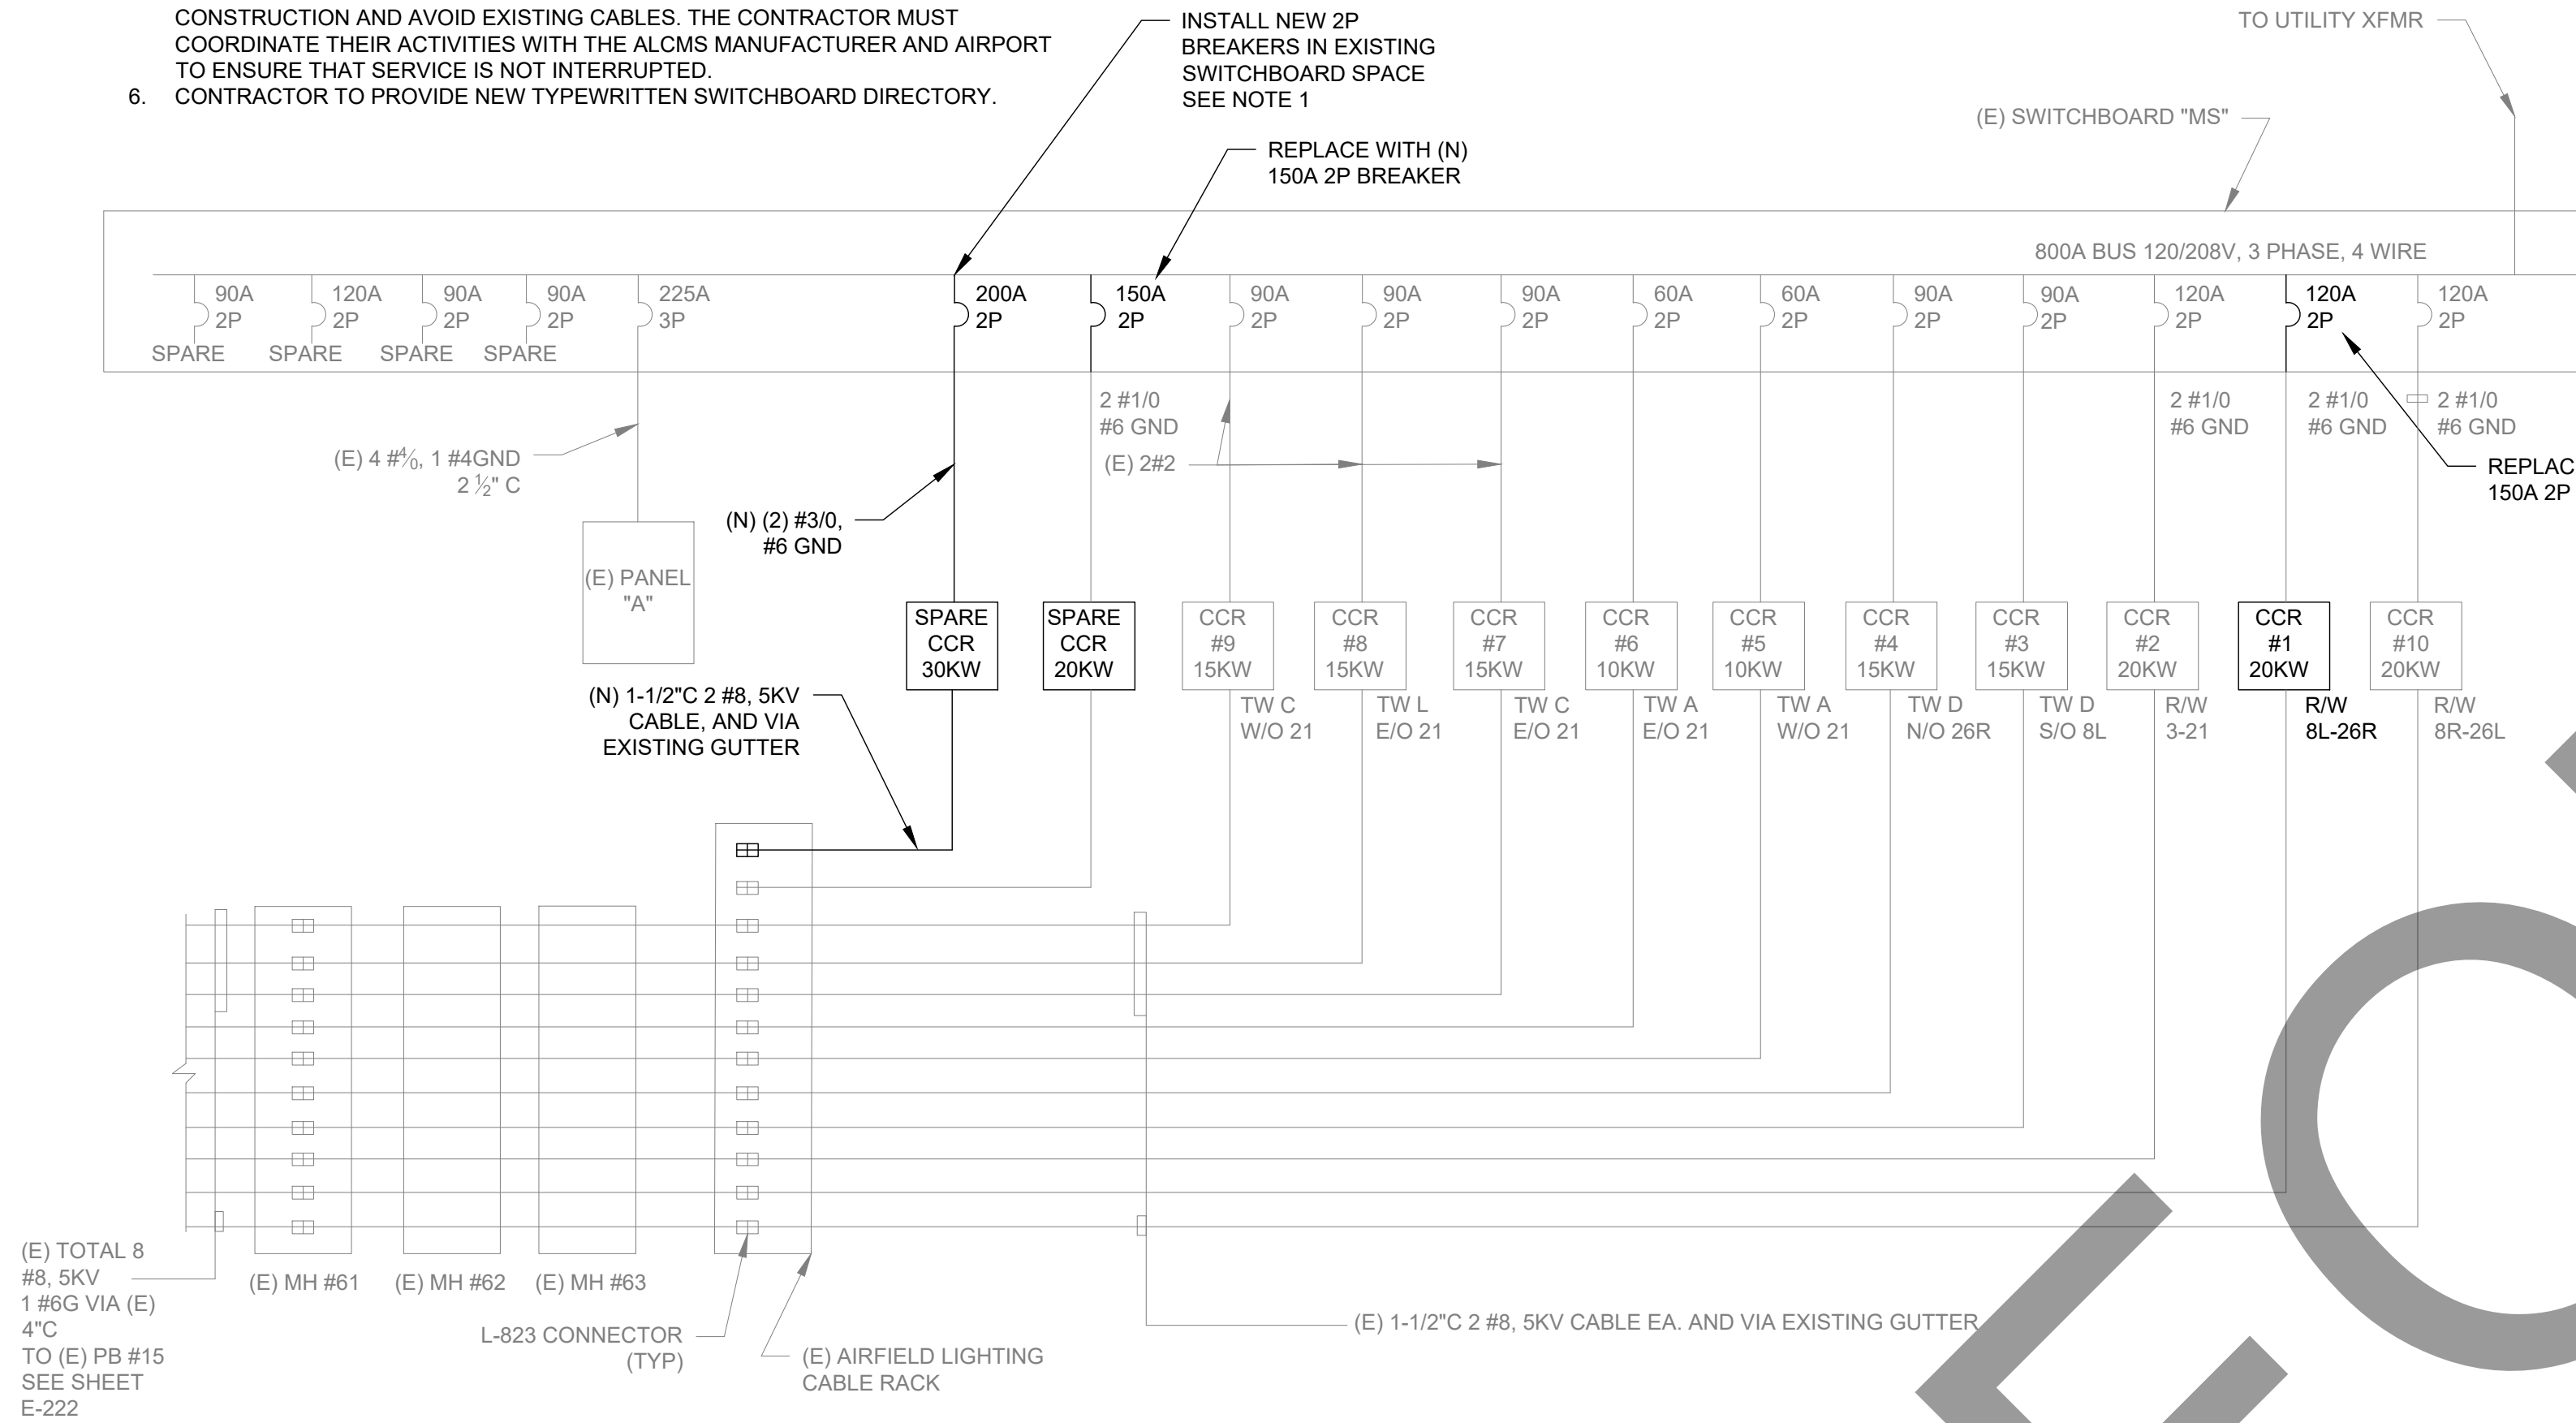 CONSTRUCTION AND AVOID EXISTING CABLES. THE CONTRACTOR MUST
COORDINATE THEIR ACTIVITIES WITH THE ALCMS MANUFACTURER AND AIRPORT
TO ENSURE THAT SERVICE IS NOT INTERRUPTED.
6. CONTRACTOR TO PROVIDE NEW TYPEWRITTEN SWITCHBOARD DIRECTORY.
INSTALL NEW 2P
BREAKERS IN EXISTING
SWITCHBOARD SPACE
SEE NOTE 1
REPLACE WITH (N)
150A 2P BREAKER
TO UTILITY XFMR
(E) SWITCHBOARD "MS"
800A BUS 120/208V, 3 PHASE, 4 WIRE
90A
2P
SPARE
120A
2P
SPARE
90A
2P
SPARE
90A
2P
SPARE
225A
3P
200A
2P
150A
2P
90A
2P
90A
2P
90A
2P
60A
2P
60A
2P
90A
2P
90A
2P
120A
2P
120A
2P
120A
2P
(E) 4 #4/0, 1 #4GND
2 1/2" C
2 #1/0
#6 GND
(E) 2#2
2 #1/0
#6 GND
2 #1/0
#6 GND
2 #1/0
#6 GND
REPLAC
150A 2P
(N) (2) #3/0,
#6 GND
(E) PANEL
"A"
SPARE
CCR
30KW
SPARE
CCR
20KW
CCR
#9
15KW
CCR
#8
15KW
CCR
#7
15KW
CCR
#6
10KW
CCR
#5
10KW
CCR
#4
15KW
CCR
#3
15KW
CCR
#2
20KW
CCR
#1
20KW
CCR
#10
20KW
TW C
W/O 21
TW L
E/O 21
TW C
E/O 21
TW A
E/O 21
TW A
W/O 21
TW D
N/O 26R
TW D
S/O 8L
R/W
3-21
R/W
8L-26R
R/W
8R-26L
(N) 1-1/2"C 2 #8, 5KV
CABLE, AND VIA
EXISTING GUTTER
(E) TOTAL 8
#8, 5KV
1 #6G VIA (E)
4"C
TO (E) PB #15
SEE SHEET
E-222
(E) MH #61
(E) MH #62
(E) MH #63
L-823 CONNECTOR
(TYP)
(E) AIRFIELD LIGHTING
CABLE RACK
(E) 1-1/2"C 2 #8, 5KV CABLE EA. AND VIA EXISTING GUTTER